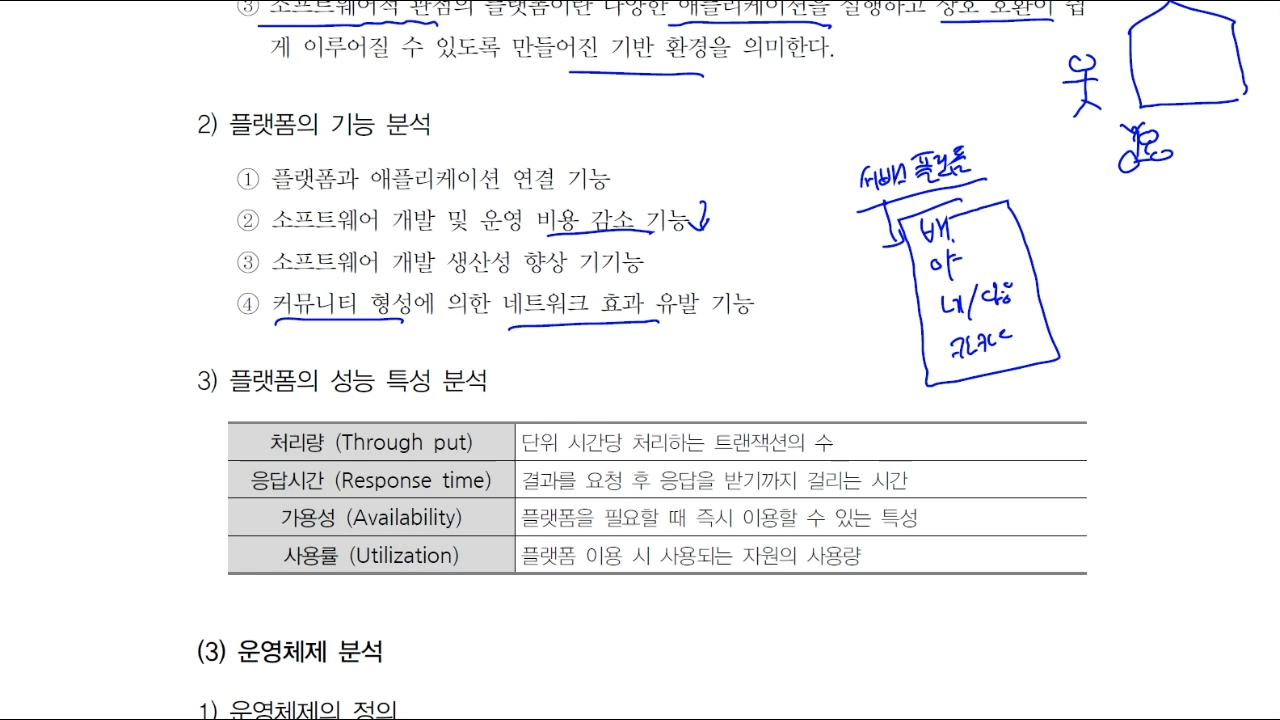 ③ 소프트웨어적 관점의 플랫폼이란 다양한 애플리케이션을 실행하고 상호 호환이 쉽
게 이루어질 수 있도록 만들어진 기반 환경을 의미한다.
2) 플랫폼의 기능 분석
① 플랫폼과 애플리케이션 연결 기능
② 소프트웨어 개발 및 운영 비용 감소 기능
③ 소프트웨어 개발 생산성 향상 기기능
④ 커뮤니티 형성에 의한 네트워크 효과 유발 기능
서비스 플랫폼
배.
야
네/다음
3) 플랫폼의 성능 특성 분석
처리량 (Through put) 단위 시간당 처리하는 트랜잭션의 수
응답시간 (Response time) 결과를 요청 후 응답을 받기까지 걸리는 시간
가용성 (Availability) 플랫폼을 필요할 때 즉시 이용할 수 있는 특성
사용률 (Utilization) 플랫폼 이용 시 사용되는 자원의 사용량
(3) 운영체제 분석
1) 운영체제의 정의